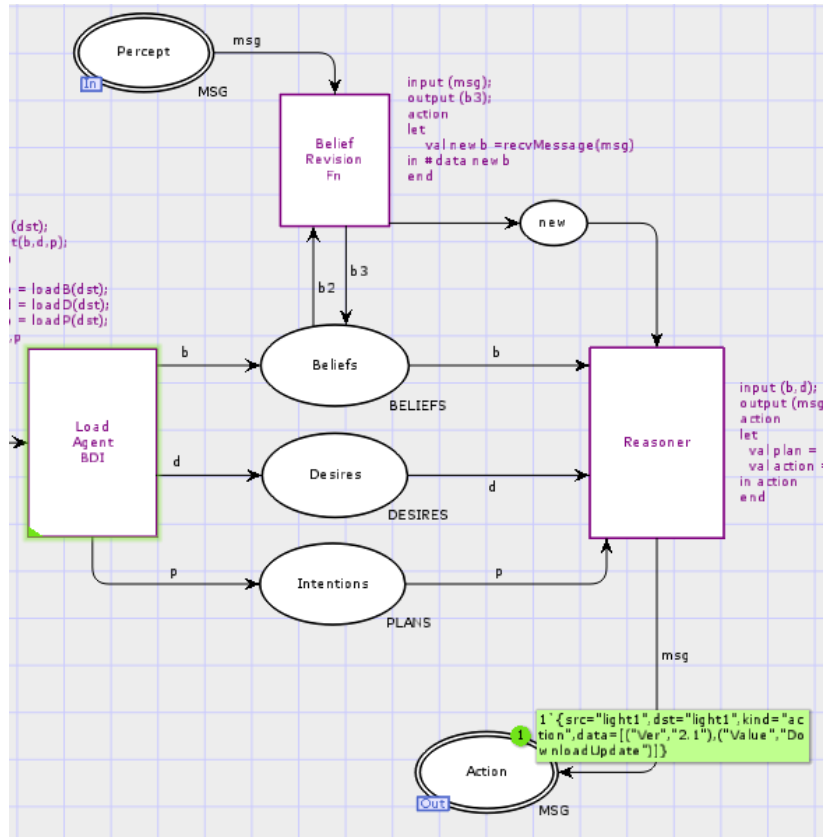 Percept
In
MSG
msg
Belief
Revision
Fn
input (msg);
output (b3);
action
let
val new b =recvMessage(msg)
in #data new b
end
new
b2
b3
(dst);
t(b,d,p);
= loadB(dst);
= loadD(dst);
= loadP(dst);
,p
Load
Agent
BDI
b
Beliefs
BELIEFS
b
d
Desires
DESIRES
d
p
Intentions
PLANS
p
Reasoner
input (b,d);
output (msg
action
let
val plan =
val action =
in action
end
msg
1
1`{src="light1",dst="light1",kind="ac
tion",data=[("Ver","2.1"),("Value","Do
wnloadUpdate")]}
Action
Out
MSG